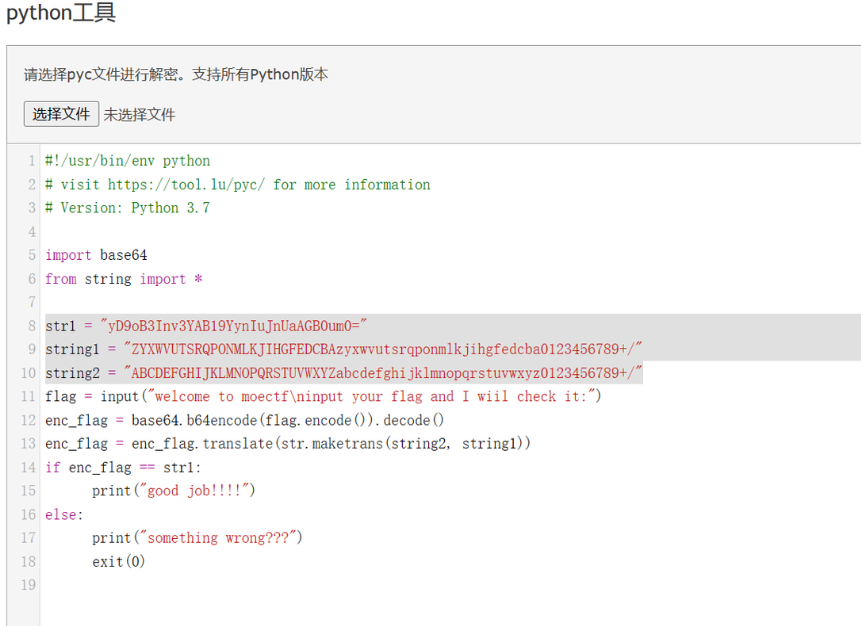 python工具
请选择pyc文件进行解密。支持所有Python版本
选择文件 未选择文件
1 #!/usr/bin/env python
2 # visit https://tool.lu/pyc/ for more information
3 # Version: Python 3.7
4
5 import base64
6 from string import *
7
8 str1 = "yD9oB3Inv3YAB19YynIuJnUaAGB0um0="
9 string1 = "ZYXWVUTSRQPONMLKJIHGFEDCBAzyxwvutsrqponmlkjihgfedcba0123456789+/"
10 string2 = "ABCDEFGHIJKLMNOPQRSTUVWXYZabcdefghijklmnopqrstuvwxyz0123456789+/"
11 flag = input("welcome to moectf\ninput your flag and I wiil check it:")
12 enc_flag = base64.b64encode(flag.encode()).decode()
13 enc_flag = enc_flag.translate(str.maketrans(string2, string1))
14 if enc_flag == str1:
15 print("good job!!!!")
16 else:
17 print("something wrong???")
18 exit(0)
19